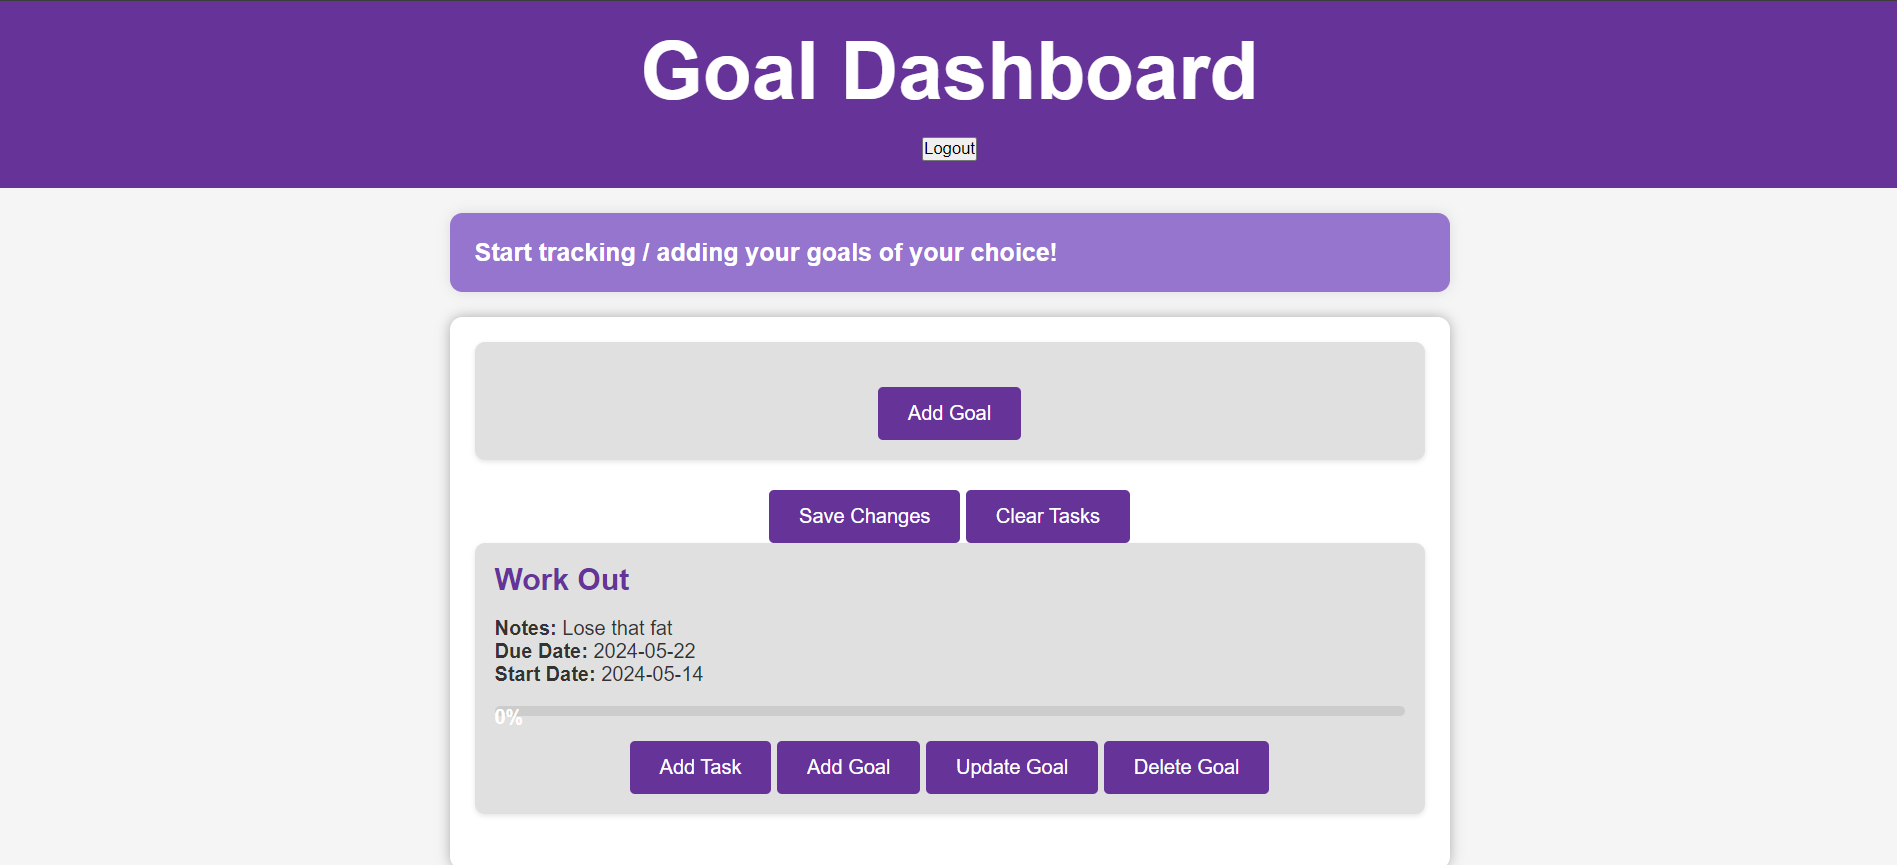 Goal Dashboard
Logout
Start tracking / adding your goals of your choice!
Add Goal
Save Changes Clear Tasks
Work Out
Notes: Lose that fat
Due Date: 2024-05-22
Start Date: 2024-05-14
0%
Add Task Add Goal Update Goal Delete Goal